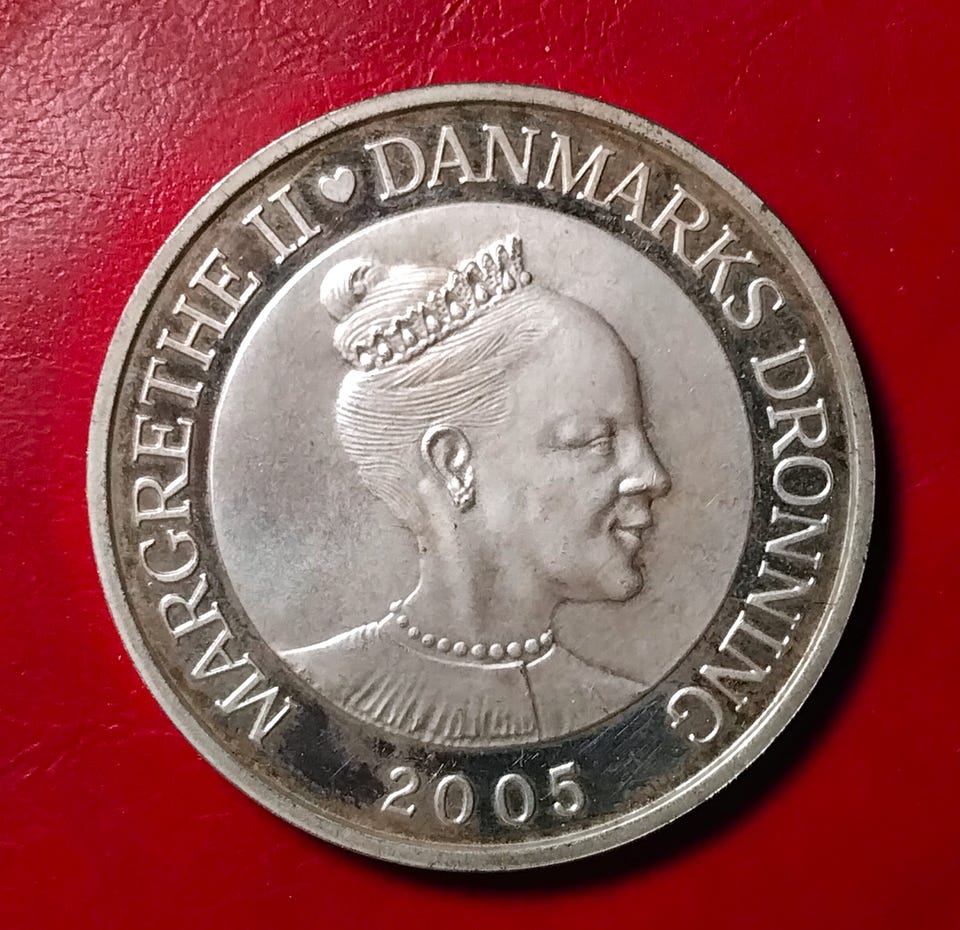 MARGRETHE II ♥ DANMARKS DRONNING
2005